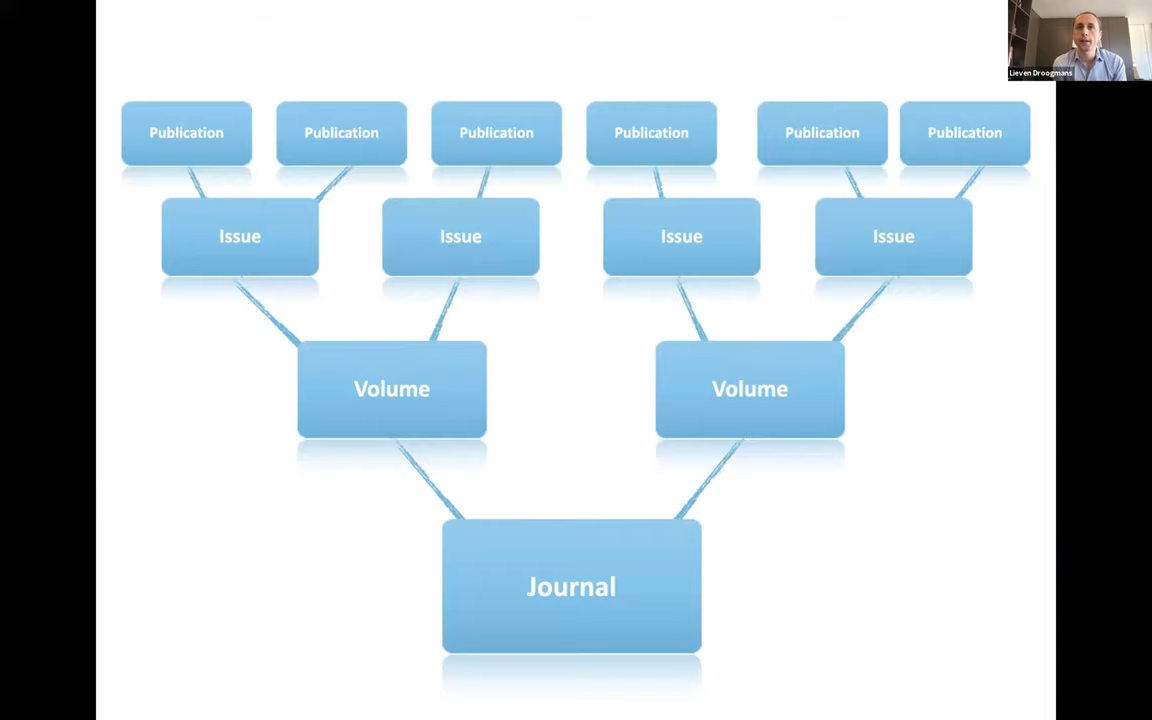 Lieven Droogmans
Publication
Publication
Publication
Publication
Publication
Publication
Issue
Issue
Issue
Issue
Volume
Volume
Journal